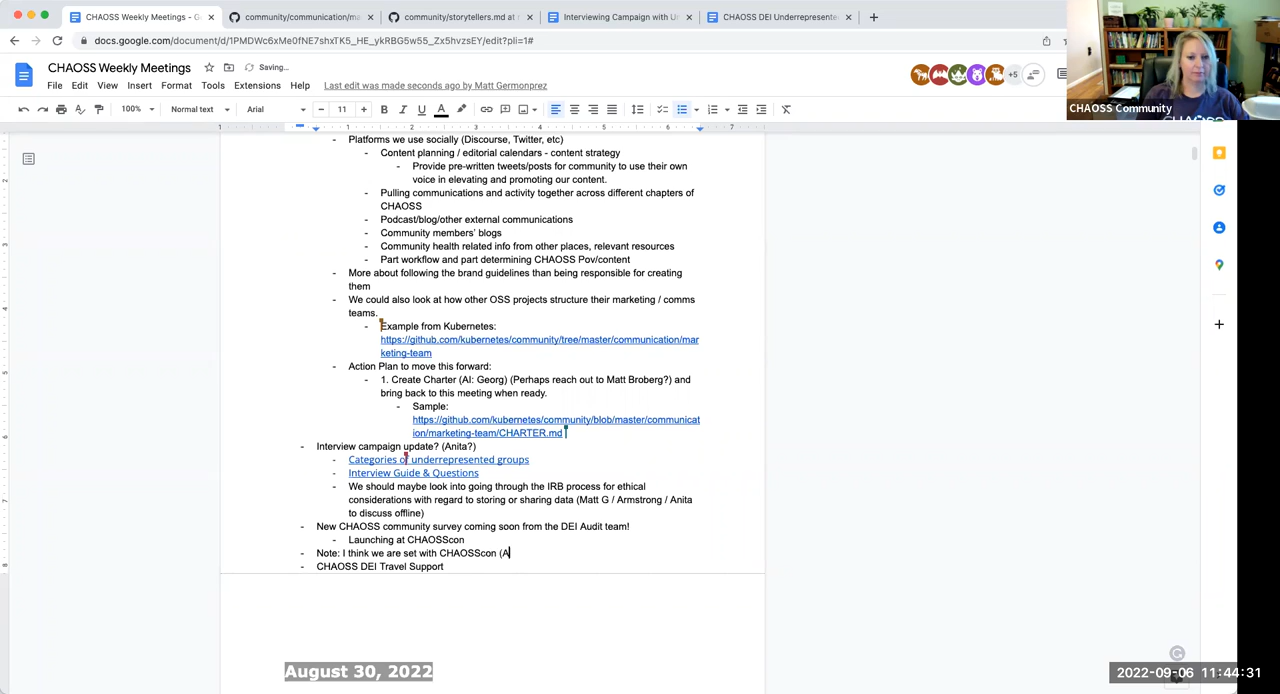 CHAOSS Weekly Meetings - G
community/communication/ma
community/storytellers.md at
Interviewing Campaign with U
CHAOSS DEI Underrepresente
docs.google.com/document/d/1PMDWc6xMe0fNE7shxTK5_HE_ykRBG5w55_Zx5hvzsEY/edit?pli=1#
CHAOSS Weekly Meetings
Saving...
File Edit View Insert Format Tools Extensions Help
Last edit was made seconds ago by Matt Germonprez
+5
100%
Normal text
Arial
11
CHAOSS Community
- Platforms we use socially (Discourse, Twitter, etc)
- Content planning / editorial calendars - content strategy
- Provide pre-written tweets/posts for community to use their own
voice in elevating and promoting our content.
- Pulling communications and activity together across different chapters of
CHAOSS
- Podcast/blog/other external communications
- Community members' blogs
- Community health related info from other places, relevant resources
- Part workflow and part determining CHAOSS Pov/content
- More about following the brand guidelines than being responsible for creating
them
- We could also look at how other OSS projects structure their marketing / comms
teams.
- Example from Kubernetes:
https://github.com/kubernetes/community/tree/master/communication/mar
keting-team
- Action Plan to move this forward:
- 1. Create Charter (AI: Georg) (Perhaps reach out to Matt Broberg?) and
bring back to this meeting when ready.
- Sample:
https://github.com/kubernetes/community/blob/master/communicat
ion/marketing-team/CHARTER.md
- Interview campaign update? (Anita?)
- Categories of underrepresented groups
- Interview Guide & Questions
- We should maybe look into going through the IRB process for ethical
considerations with regard to storing or sharing data (Matt G / Armstrong / Anita
to discuss offline)
- New CHAOSS community survey coming soon from the DEI Audit team!
- Launching at CHAOSScon
- Note: I think we are set with CHAOSScon (A
- CHAOSS DEI Travel Support
August 30, 2022
2022-09-06 11:44:31